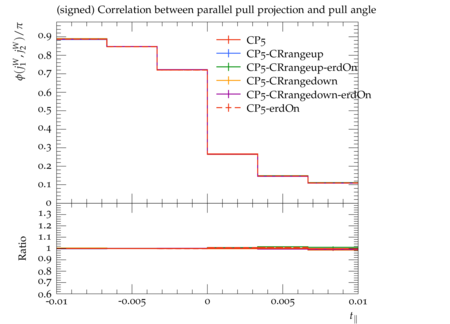 (signed) Correlation between parallel pull projection and pull angle
ϕ(j₁ᵂ, j₂ᵂ)/π
0.9
0.8
0.7
0.6
0.5
0.4
0.3
0.2
0.1
0
CP5
CP5-CRrangeup
CP5-CRrangeup-erdOn
CP5-CRrangedown
CP5-CRrangedown-erdOn
CP5-erdOn
Ratio
1.3
1.2
1.1
1
0.9
0.8
0.7
0.6
-0.01 -0.005 0 0.005 0.01
t∥